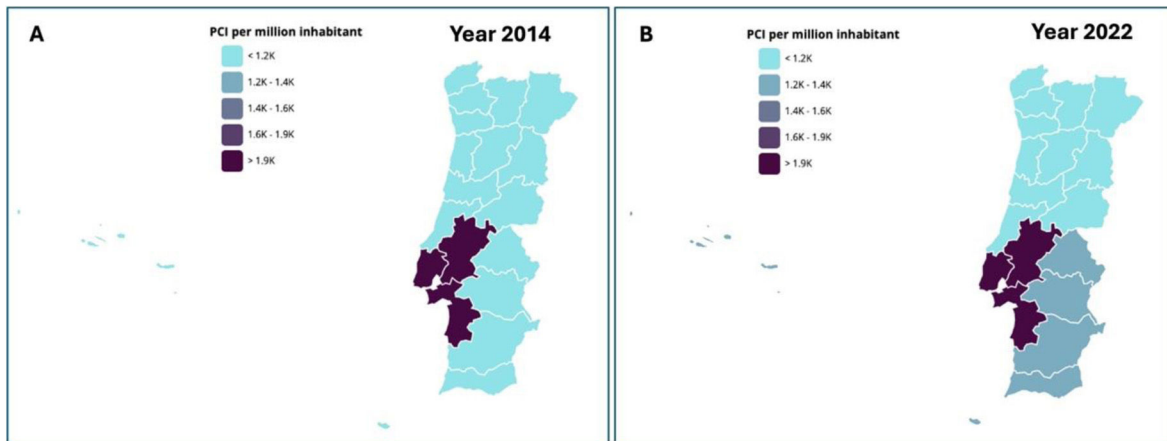 A
PCI per million inhabitant
Year 2014
< 1.2K
1.2K - 1.4K
1.4K - 1.6K
1.6K - 1.9K
> 1.9K
B
PCI per million inhabitant
Year 2022
< 1.2K
1.2K - 1.4K
1.4K - 1.6K
1.6K - 1.9K
> 1.9K